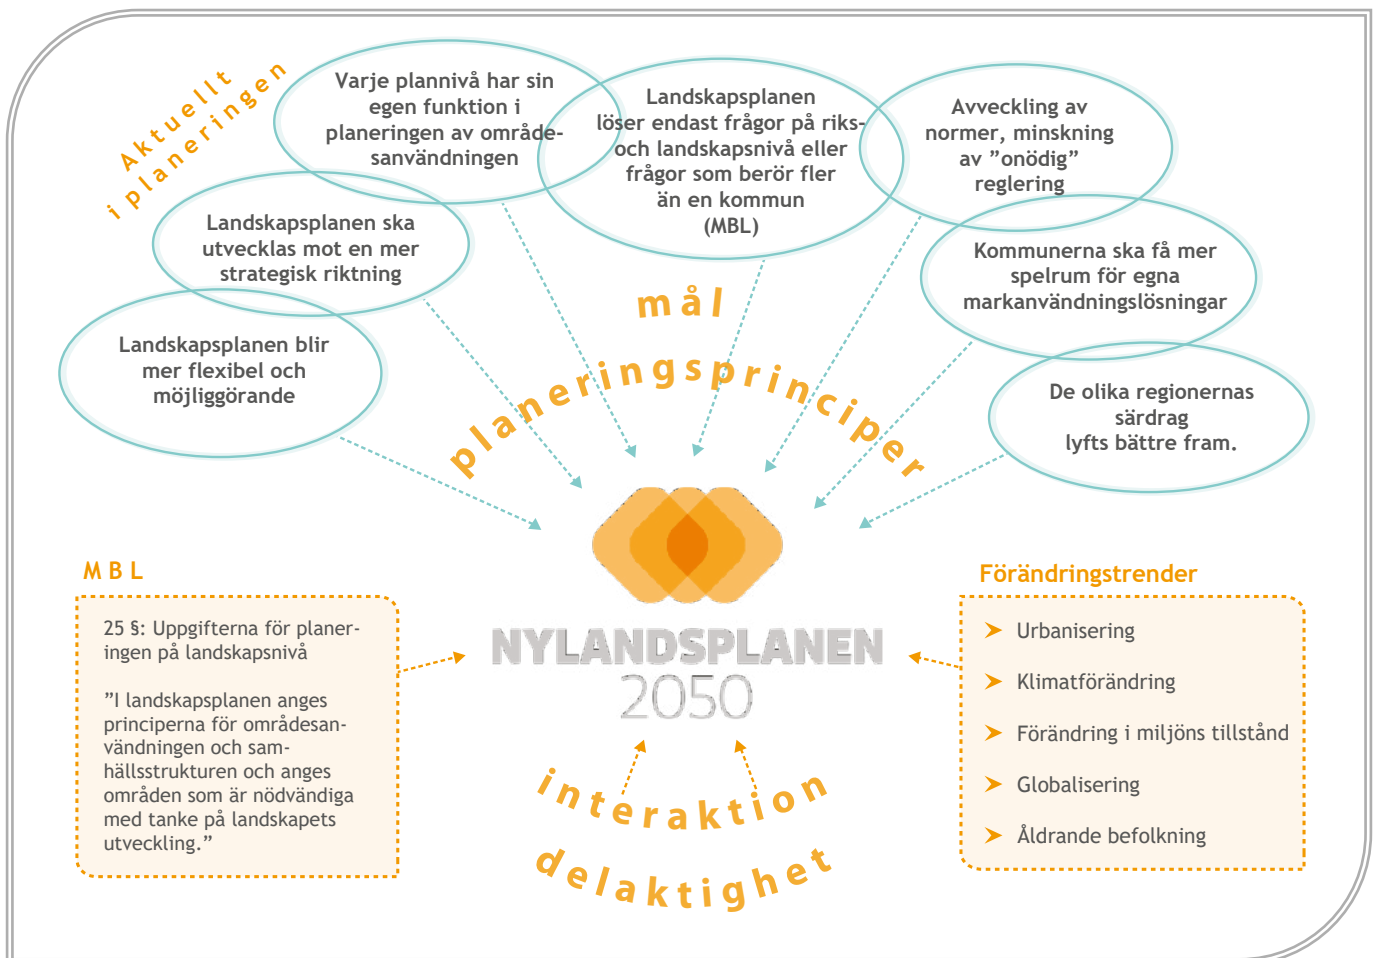 Aktuellt
i planeringen
Varje plannivå har sin
egen funktion i
planeringen av område-
sanvändningen
Landskapsplanen
löser endast frågor på riks-
och landskapsnivå eller
frågor som berör fler
än en kommun
(MBL)
Avveckling av
normer, minskning
av ”onödig”
reglering
Landskapsplanen ska
utvecklas mot en mer
strategisk riktning
Kommunerna ska få mer
spelrum för egna
markanvändningslösningar
Landskapsplanen blir
mer flexibel och
möjliggörande
De olika regionernas
särdrag
lyfts bättre fram.
mål
planeringsprinciper
MBL
25 §: Uppgifterna för planer-
ingen på landskapsnivå
”I landskapsplanen anges
principerna för områdesan-
vändningen och sam-
hällsstrukturen och anges
områden som är nödvändiga
med tanke på landskapets
utveckling.”
NYLANDSPLANEN
2050
Förändringstrender
➤ Urbanisering
➤ Klimatförändring
➤ Förändring i miljöns tillstånd
➤ Globalisering
➤ Åldrande befolkning
interaktion
delaktighet